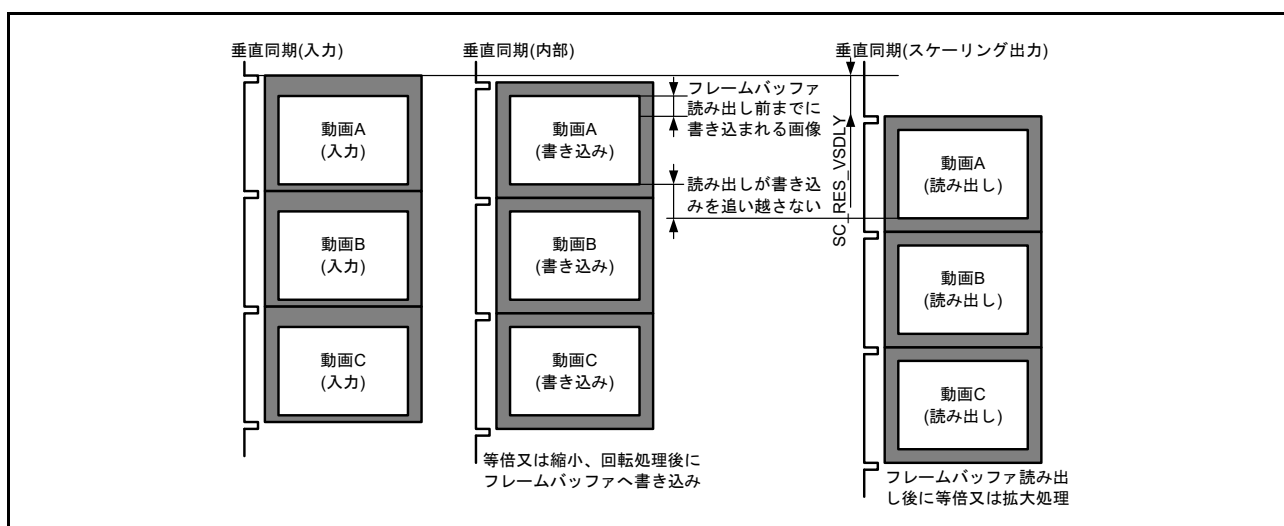 垂直同期(入力)
動画A
(入力)
動画B
(入力)
動画C
(入力)
垂直同期(内部)
動画A
(書き込み)
動画B
(書き込み)
動画C
(書き込み)
等倍又は縮小、回転処理後に
フレームバッファへ書き込み
フレームバッファ
読み出し前までに
書き込まれる画像
読み出しが書き込
みを追い越さない
垂直同期(スケーリング出力)
SC_RES_VSDLY
動画A
(読み出し)
動画B
(読み出し)
動画C
(読み出し)
フレームバッファ読み出
し後に等倍又は拡大処理